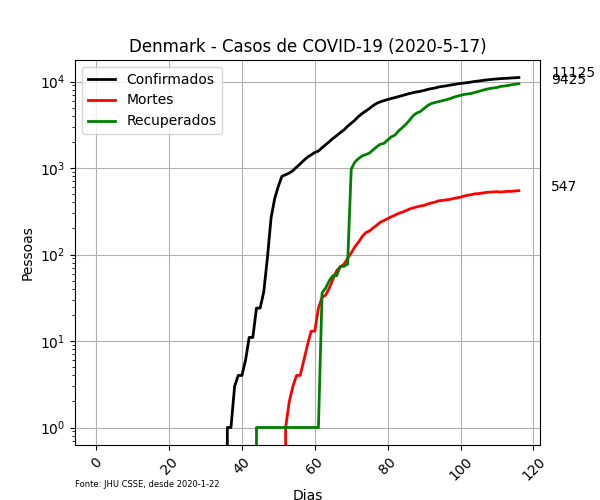 Denmark - Casos de COVID-19 (2020-5-17)
Confirmados
Mortes
Recuperados
11125
9425
547
10⁴
10³
10²
10¹
10⁰
Pessoas
0 20 40 60 80 100 120
Fonte: JHU CSSE, desde 2020-1-22
Dias